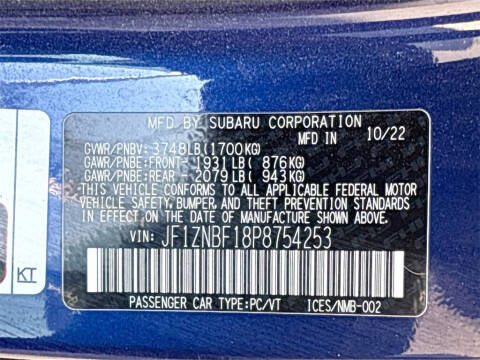 MFD. BY SUBARU CORPORATION
MFD. IN 10/22
GVWR/PNBV: 3748LB(1700KG)
GAWR/PNBE:FRONT: 1931LB( 876KG)
GAWR/PNBE:REAR : 2079LB( 943KG)
THIS VEHICLE CONFORMS TO ALL APPLICABLE FEDERAL MOTOR
VEHICLE SAFETY, BUMPER, AND THEFT PREVENTION STANDARDS
IN EFFECT ON THE DATE OF MANUFACTURE SHOWN ABOVE.
VIN: JF1ZNBF18P8754253
PASSENGER CAR TYPE:PC/VT ICES/NMB-002
KT